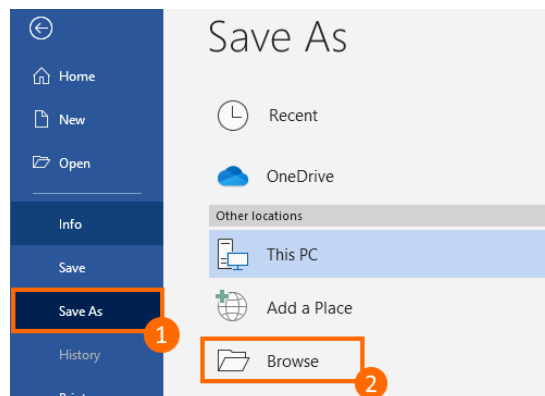 Home
New
Open
Info
Save
Save As
1
History
Save As
Recent
OneDrive
Other locations
This PC
Add a Place
Browse
2